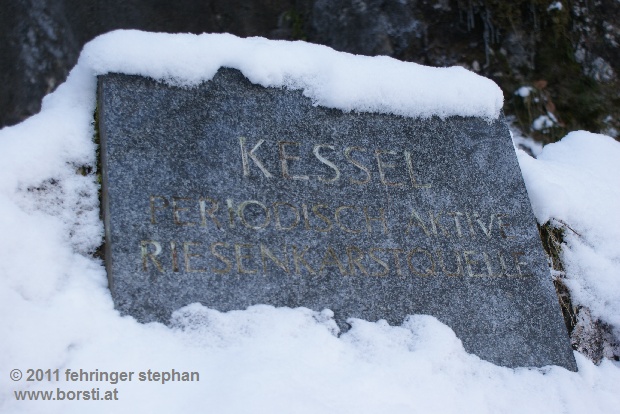 KESSEL
PERIODISCH AKTIVE
RIESENKARSTQUELLE
© 2011 fehringer stephan
www.borsti.at